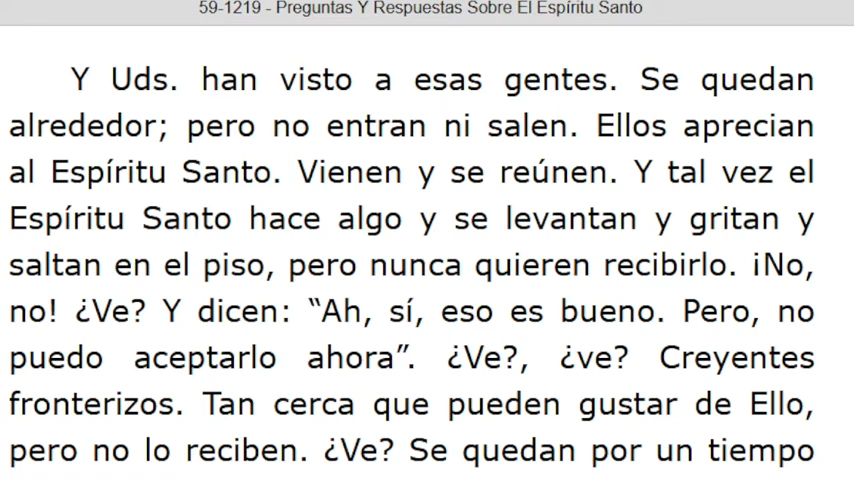 59-1219 - Preguntas Y Respuestas Sobre El Espíritu Santo
Y Uds. han visto a esas gentes. Se quedan
alrededor; pero no entran ni salen. Ellos aprecian
al Espíritu Santo. Vienen y se reúnen. Y tal vez el
Espíritu Santo hace algo y se levantan y gritan y
saltan en el piso, pero nunca quieren recibirlo. ¡No,
no! ¿Ve? Y dicen: “Ah, sí, eso es bueno. Pero, no
puedo aceptarlo ahora”. ¿Ve?, ¿ve? Creyentes
fronterizos. Tan cerca que pueden gustar de Ello,
pero no lo reciben. ¿Ve? Se quedan por un tiempo